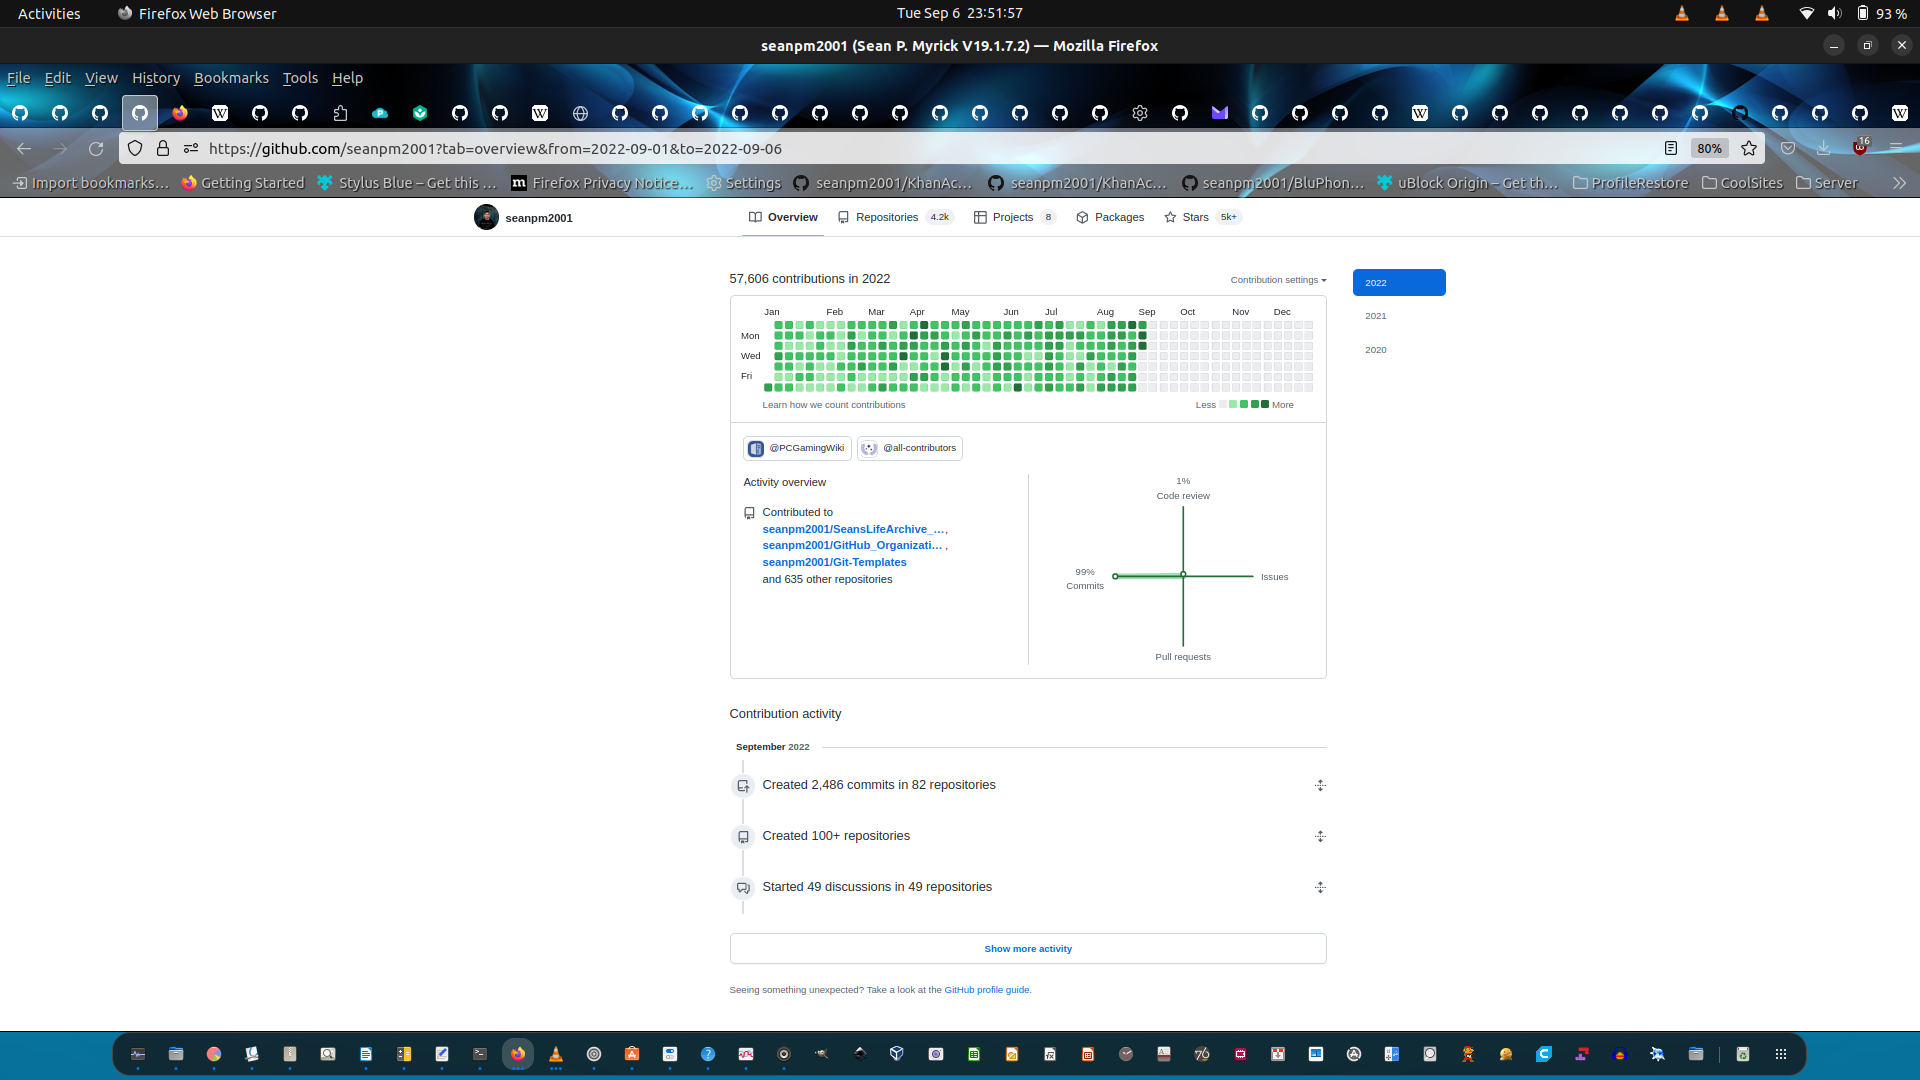 Activities
Firefox Web Browser
Tue Sep 6 23:51:57
93 %
seanpm2001 (Sean P. Myrick V19.1.7.2) — Mozilla Firefox
File Edit View History Bookmarks Tools Help
https://github.com/seanpm2001?tab=overview&from=2022-09-01&to=2022-09-06
80%
16
Import bookmarks…
Getting Started
Stylus Blue – Get this …
Firefox Privacy Notice…
Settings
seanpm2001/KhanAc…
seanpm2001/KhanAc…
seanpm2001/BluPhon…
uBlock Origin – Get th…
ProfileRestore
CoolSites
Server
seanpm2001
Overview
Repositories 4.2k
Projects 8
Packages
Stars 5k+
57,606 contributions in 2022
Contribution settings
2022
2021
2020
Jan Feb Mar Apr May Jun Jul Aug Sep Oct Nov Dec
Mon
Wed
Fri
Learn how we count contributions
Less More
@PCGamingWiki
@all-contributors
Activity overview
Contributed to
seanpm2001/SeansLifeArchive_…,
seanpm2001/GitHub_Organizati… ,
seanpm2001/Git-Templates
and 635 other repositories
1%
Code review
99%
Commits
Issues
Pull requests
Contribution activity
September 2022
Created 2,486 commits in 82 repositories
Created 100+ repositories
Started 49 discussions in 49 repositories
Show more activity
Seeing something unexpected? Take a look at the GitHub profile guide.